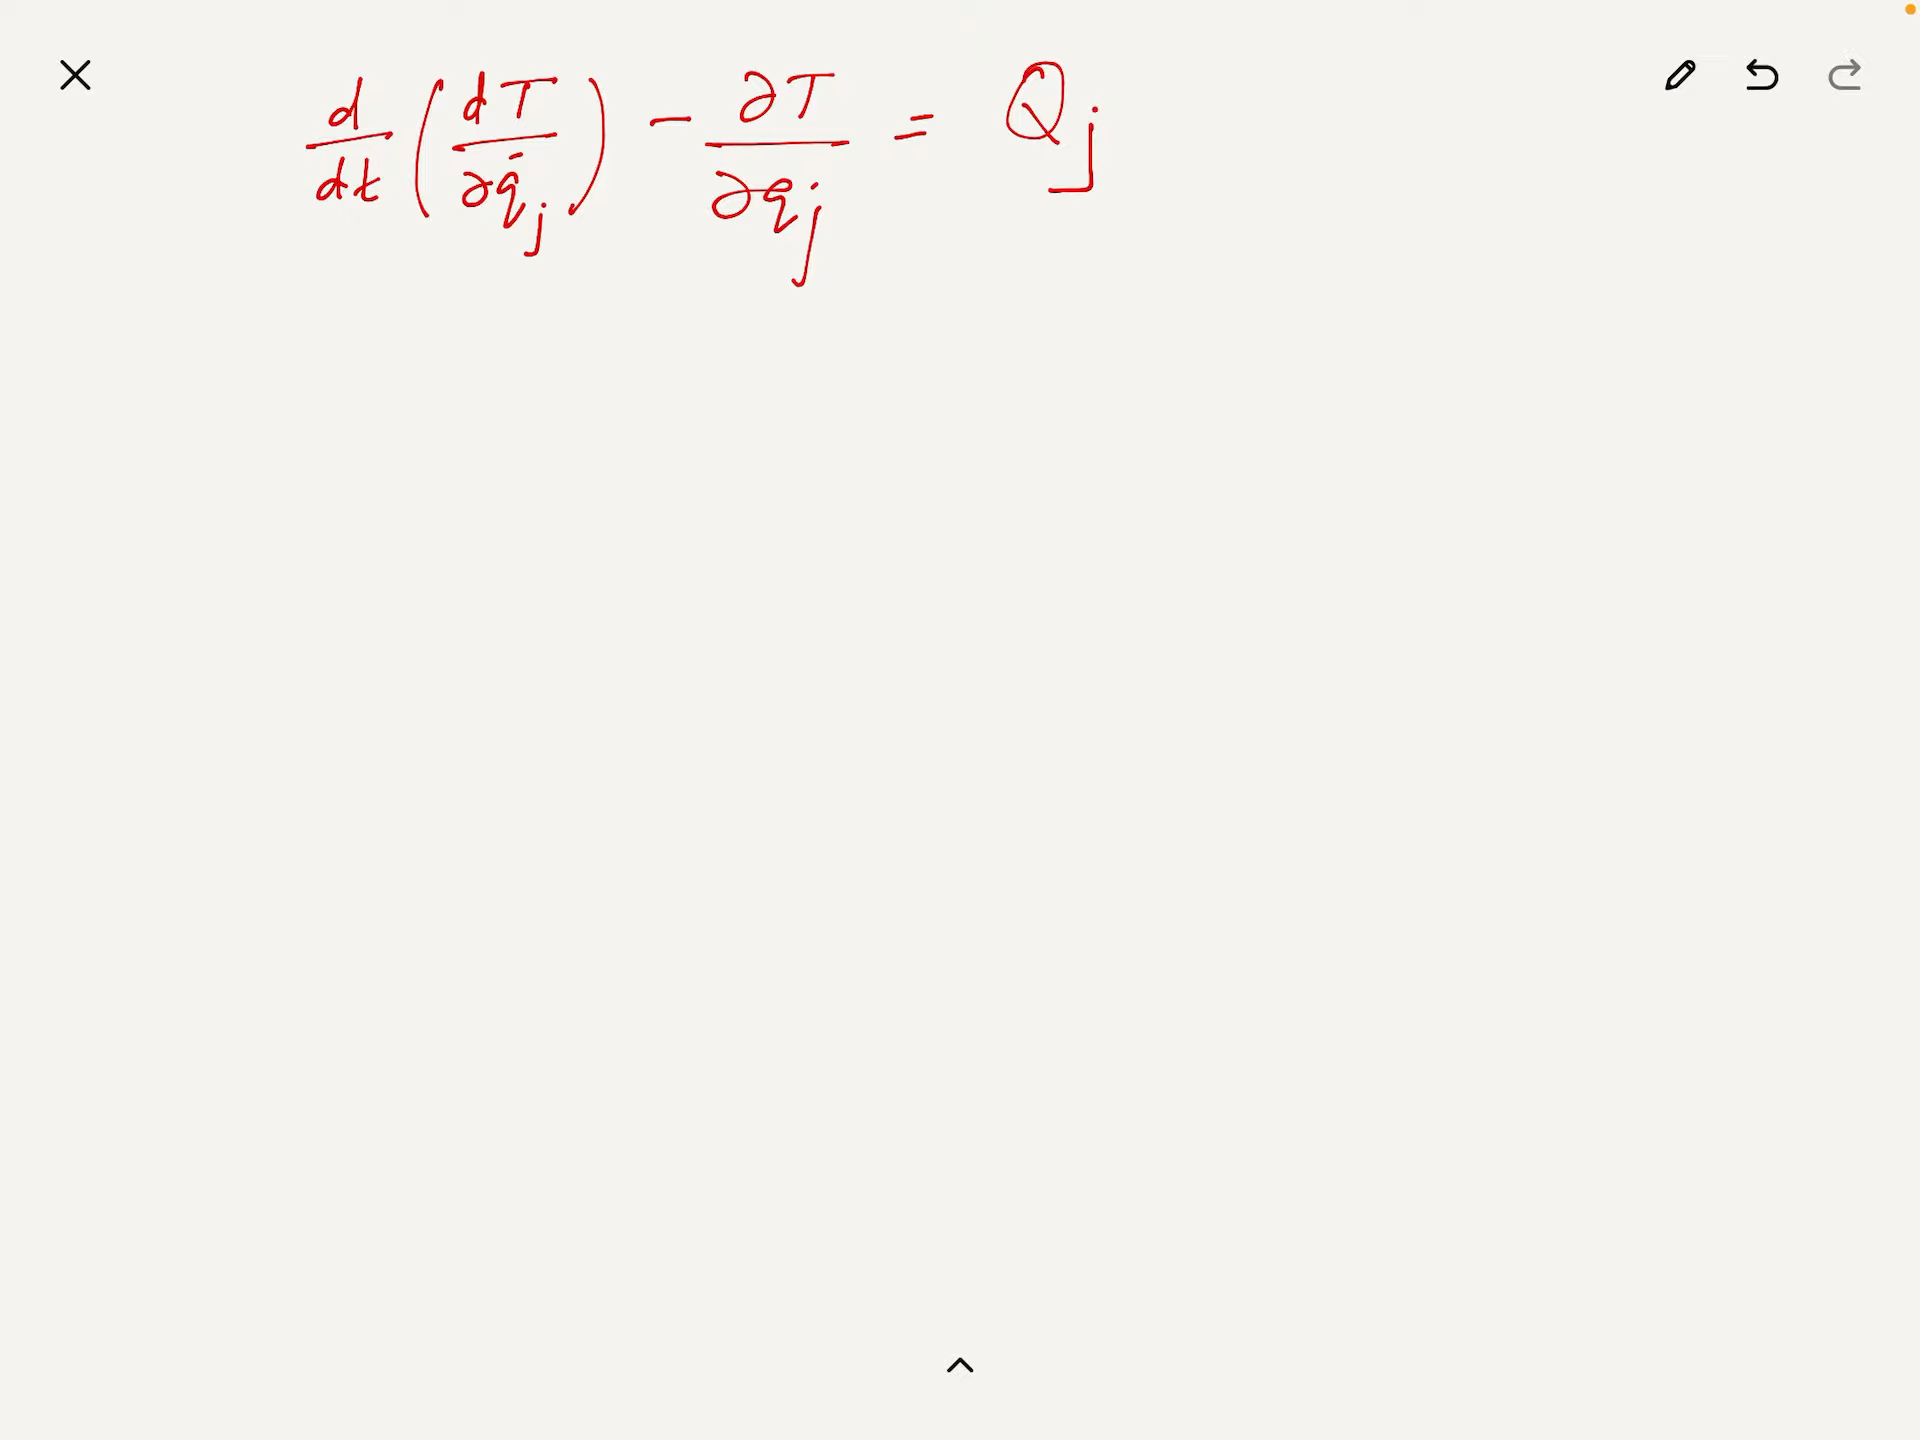 d/dt (dT/∂q̇_j) - ∂T/∂q_j = Q_j